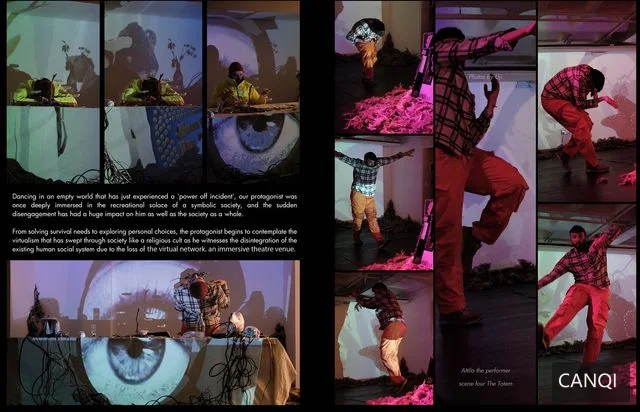 Dancing in an empty world that has just experienced a 'power off incident', our protagonist was
once deeply immersed in the recreational solace of a symbolic society, and the sudden
disengagement has had a huge impact on him as well as the society as a whole.
From solving survival needs to exploring personal choices, the protagonist begins to contemplate the
virtualism that has swept through society like a religious cult as he witnesses the disintegration of the
existing human social system due to the loss of the virtual network. an immersive theatre venue.
Photos By
Attila the performer
scene four The Totem
CANQI